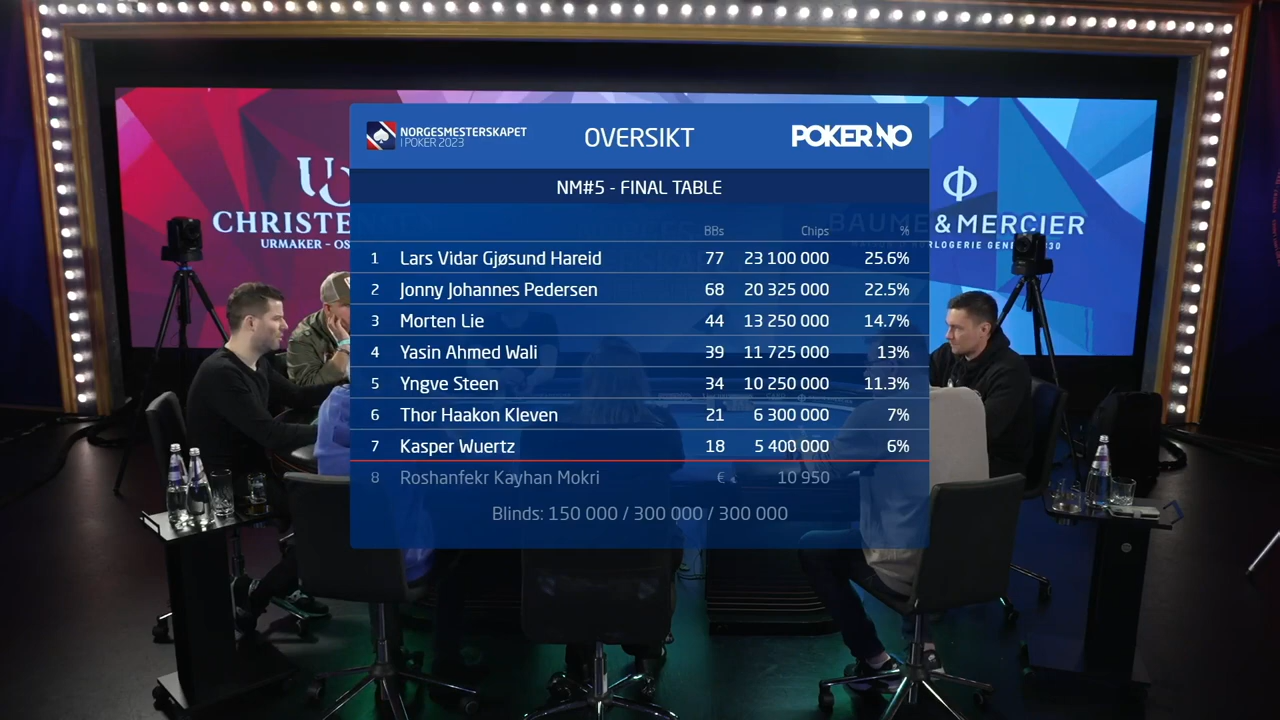 NORGESMESTERSKAPET
I POKER 2023
OVERSIKT
POKER NO
NM#5 - FINAL TABLE
UC
CHRISTENSEN
URMAKER - OS
BAUME & MERCIER
BBs Chips %
1 Lars Vidar Gjøsund Hareid 77 23 100 000 25.6%
2 Jonny Johannes Pedersen 68 20 325 000 22.5%
3 Morten Lie 44 13 250 000 14.7%
4 Yasin Ahmed Wali 39 11 725 000 13%
5 Yngve Steen 34 10 250 000 11.3%
6 Thor Haakon Kleven 21 6 300 000 7%
7 Kasper Wuertz 18 5 400 000 6%
8 Roshanfekr Kayhan Mokri € 10 950
Blinds: 150 000 / 300 000 / 300 000